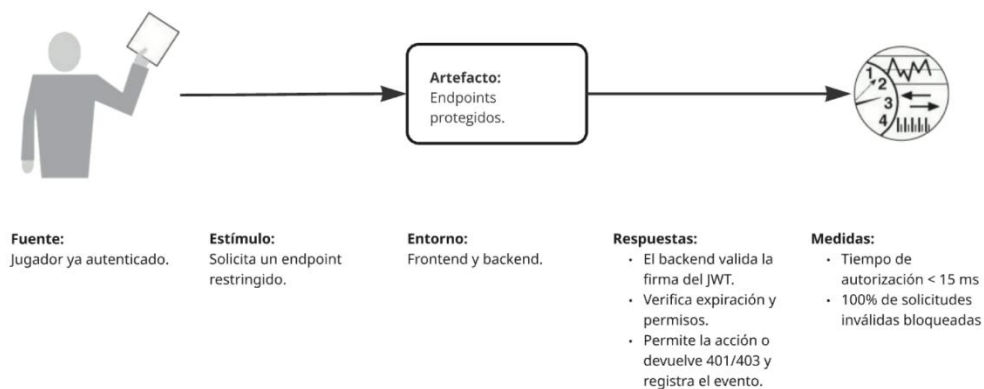 Artefacto:
Endpoints
protegidos.
1
2
3
4
Fuente:
Jugador ya autenticado.
Estímulo:
Solicita un endpoint
restringido.
Entorno:
Frontend y backend.
Respuestas:
• El backend valida la
firma del JWT.
• Verifica expiración y
permisos.
• Permite la acción o
devuelve 401/403 y
registra el evento.
Medidas:
• Tiempo de
autorización < 15 ms
• 100% de solicitudes
inválidas bloqueadas